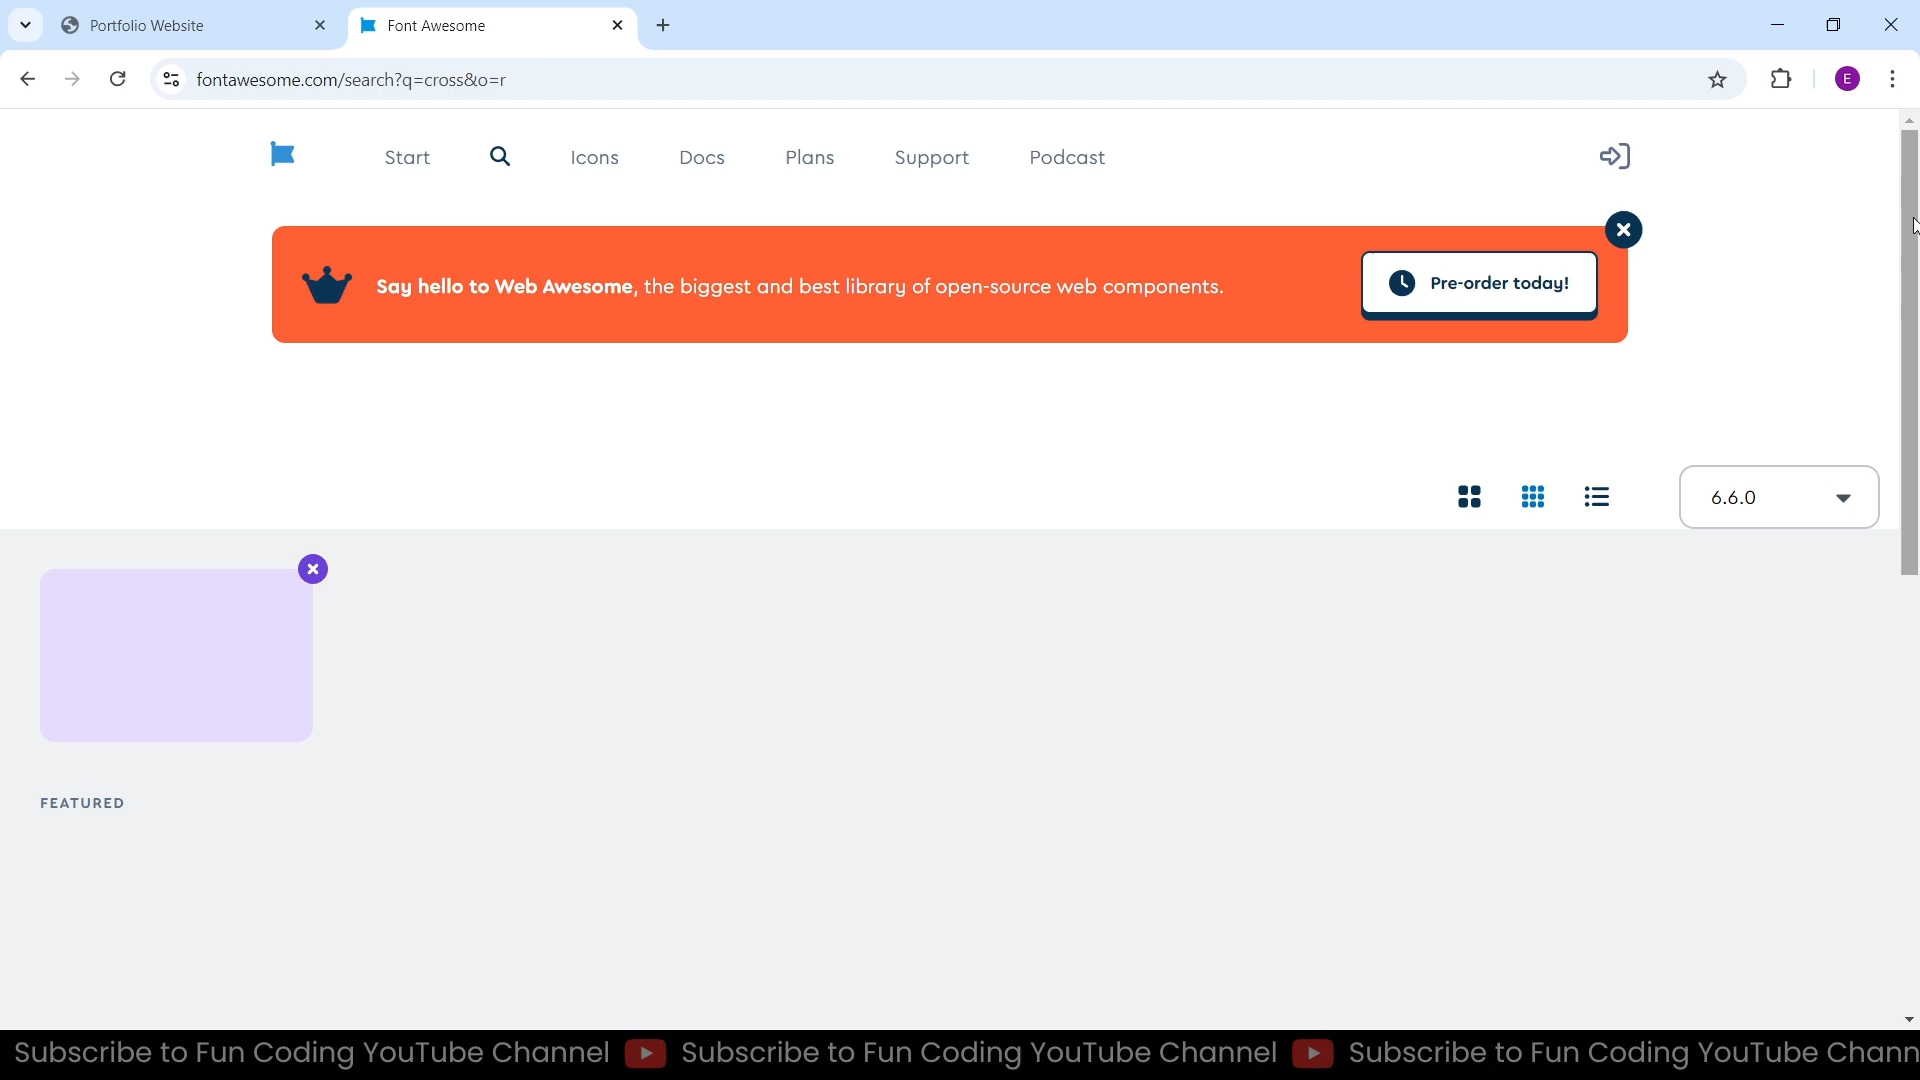 Portfolio Website
Font Awesome
fontawesome.com/search?q=cross&o=r
E
Start
Icons
Docs
Plans
Support
Podcast
Say hello to Web Awesome, the biggest and best library of open-source web components.
Pre-order today!
6.6.0
FEATURED
Subscribe to Fun Coding YouTube Channel Subscribe to Fun Coding YouTube Channel Subscribe to Fun Coding YouTube Chann